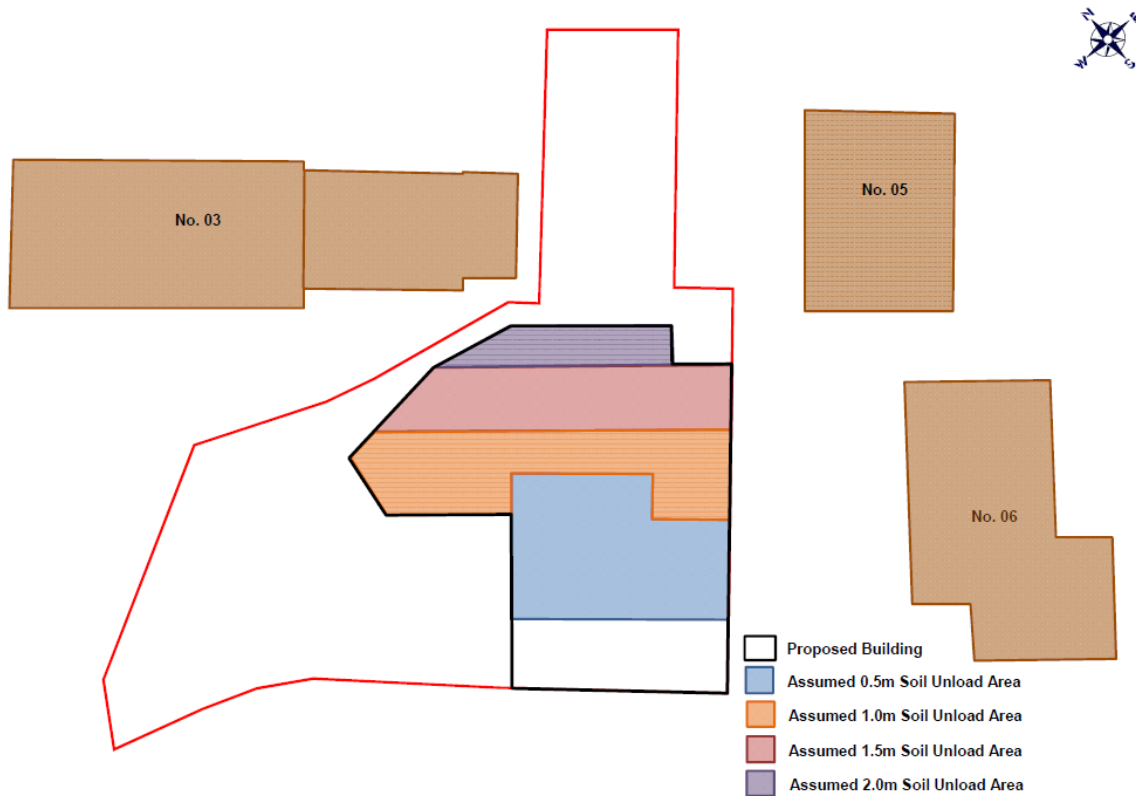 N E
W S
No. 03
No. 05
No. 06
Proposed Building
Assumed 0.5m Soil Unload Area
Assumed 1.0m Soil Unload Area
Assumed 1.5m Soil Unload Area
Assumed 2.0m Soil Unload Area